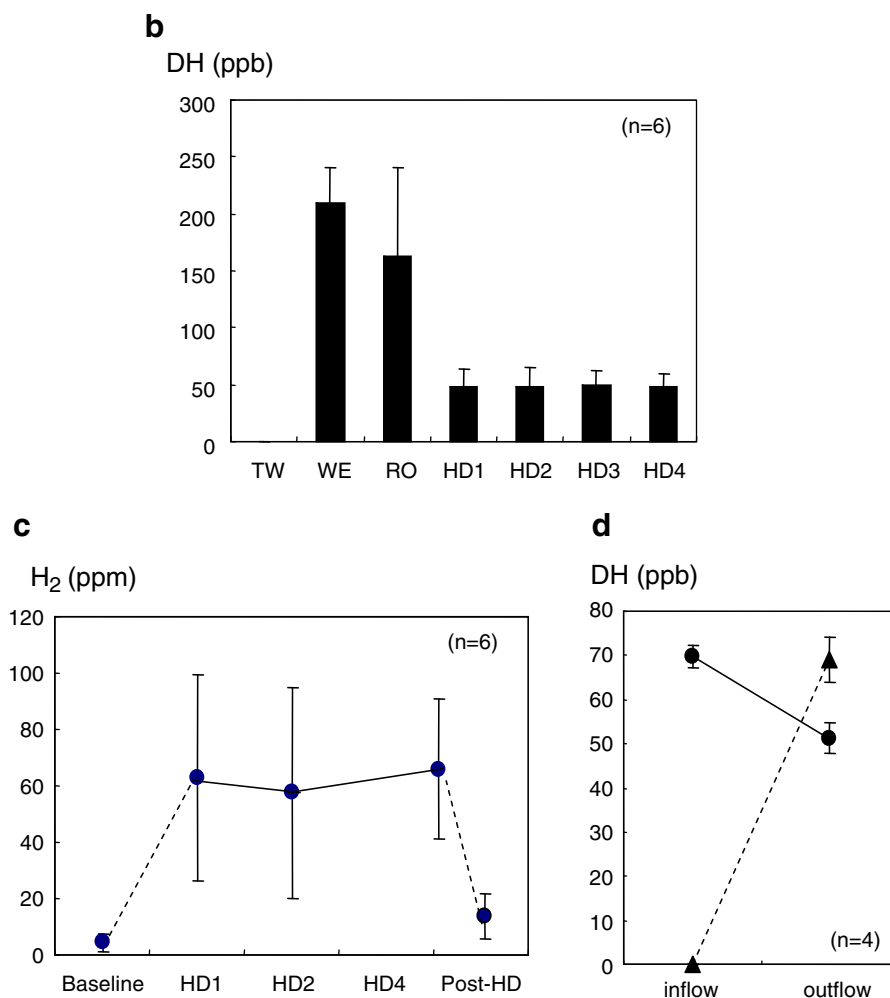 b
DH (ppb)
300
(n=6)
250
200
150
100
50
0
TW WE RO HD1 HD2 HD3 HD4
c
H2 (ppm)
120
(n=6)
100
80
60
40
20
0
Baseline HD1 HD2 HD4 Post-HD
d
DH (ppb)
80
70
60
50
40
30
20
10
(n=4)
0
inflow outflow